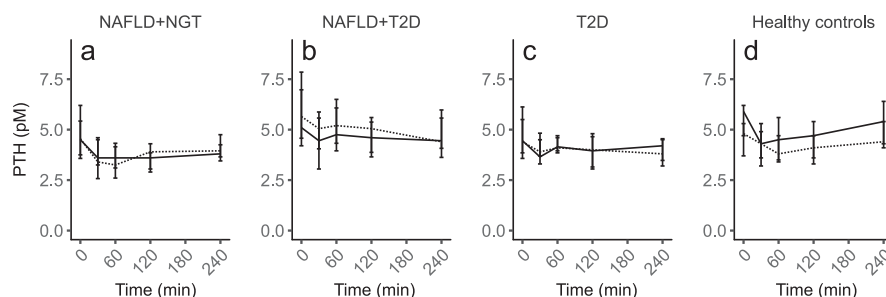 NAFLD+NGT NAFLD+T2D T2D Healthy controls
a b c d
PTH (pM)
7.5 7.5 7.5 7.5
5.0 5.0 5.0 5.0
2.5 2.5 2.5 2.5
0.0 0.0 0.0 0.0
0 60 120 180 240 0 60 120 180 240 0 60 120 180 240 0 60 120 180 240
Time (min) Time (min) Time (min) Time (min)